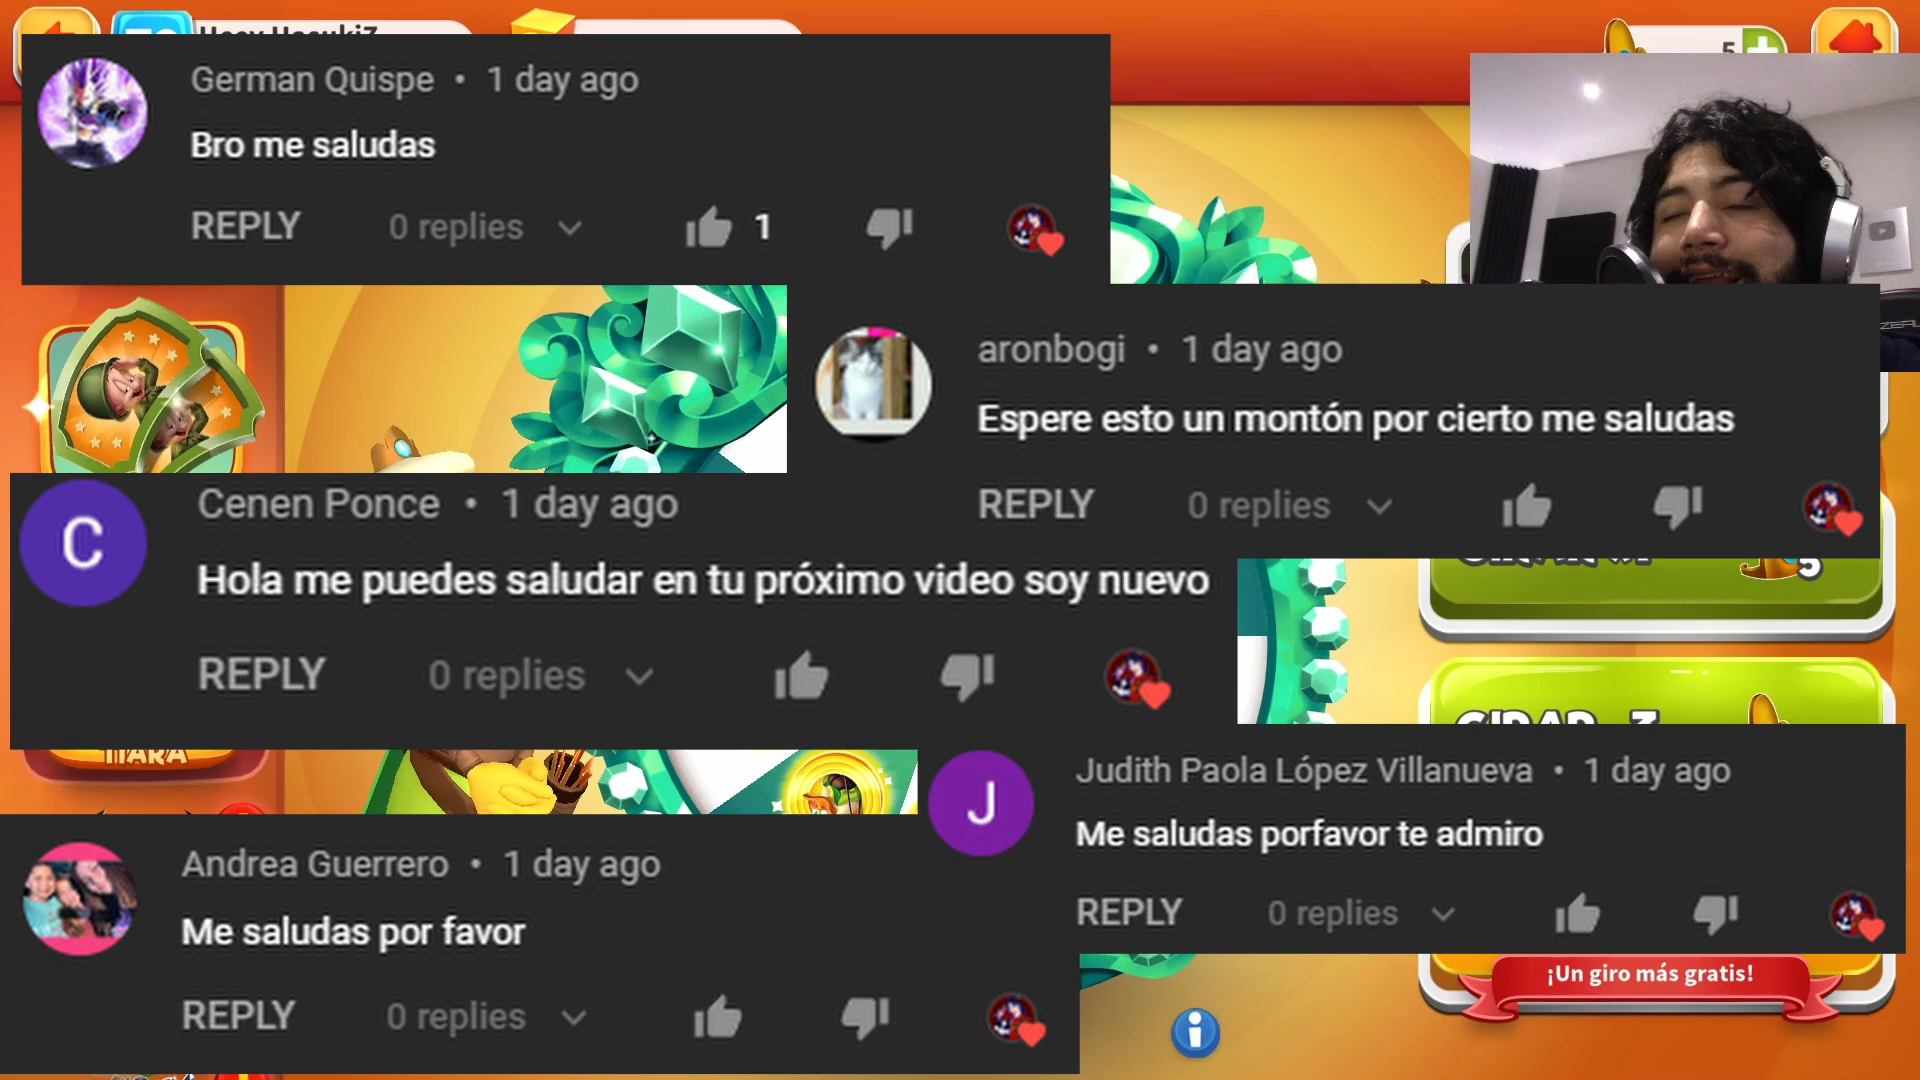 5
German Quispe • 1 day ago
Bro me saludas
REPLY 0 replies 1
aronbogi • 1 day ago
Espere esto un montón por cierto me saludas
REPLY 0 replies
5
Cenen Ponce • 1 day ago
C
Hola me puedes saludar en tu próximo video soy nuevo
REPLY 0 replies
Judith Paola López Villanueva • 1 day ago
J
Me saludas porfavor te admiro
REPLY 0 replies
Andrea Guerrero • 1 day ago
Me saludas por favor
REPLY 0 replies
¡Un giro más gratis!